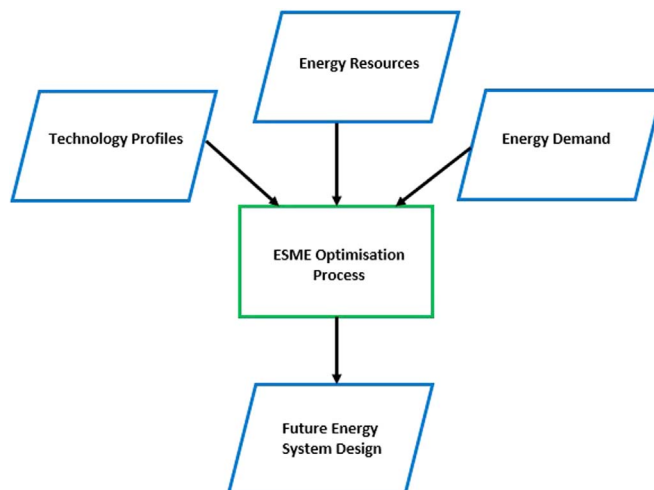 Energy Resources
Technology Profiles
Energy Demand
ESME Optimisation
Process
Future Energy
System Design